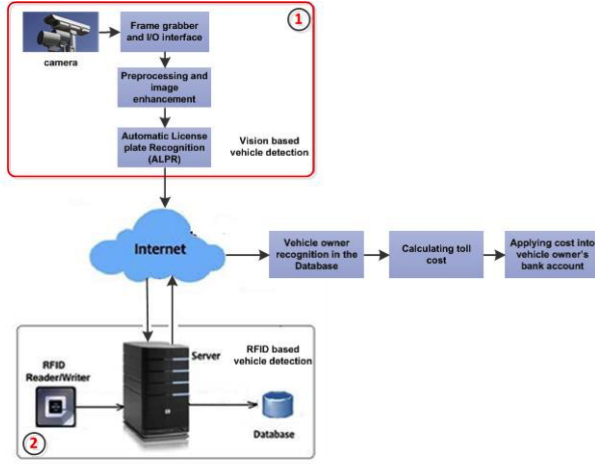 1
Frame grabber
and I/O interface
camera
Preprocessing and
image
enhancement
Automatic License
plate Recognition
(ALPR)
Vision based
vehicle detection
Internet
Vehicle owner
recognition in the
Database
Calculating toll
cost
Applying cost into
vehicle owner's
bank account
RFID
Reader/Writer
Server
RFID based
vehicle detection
Database
2